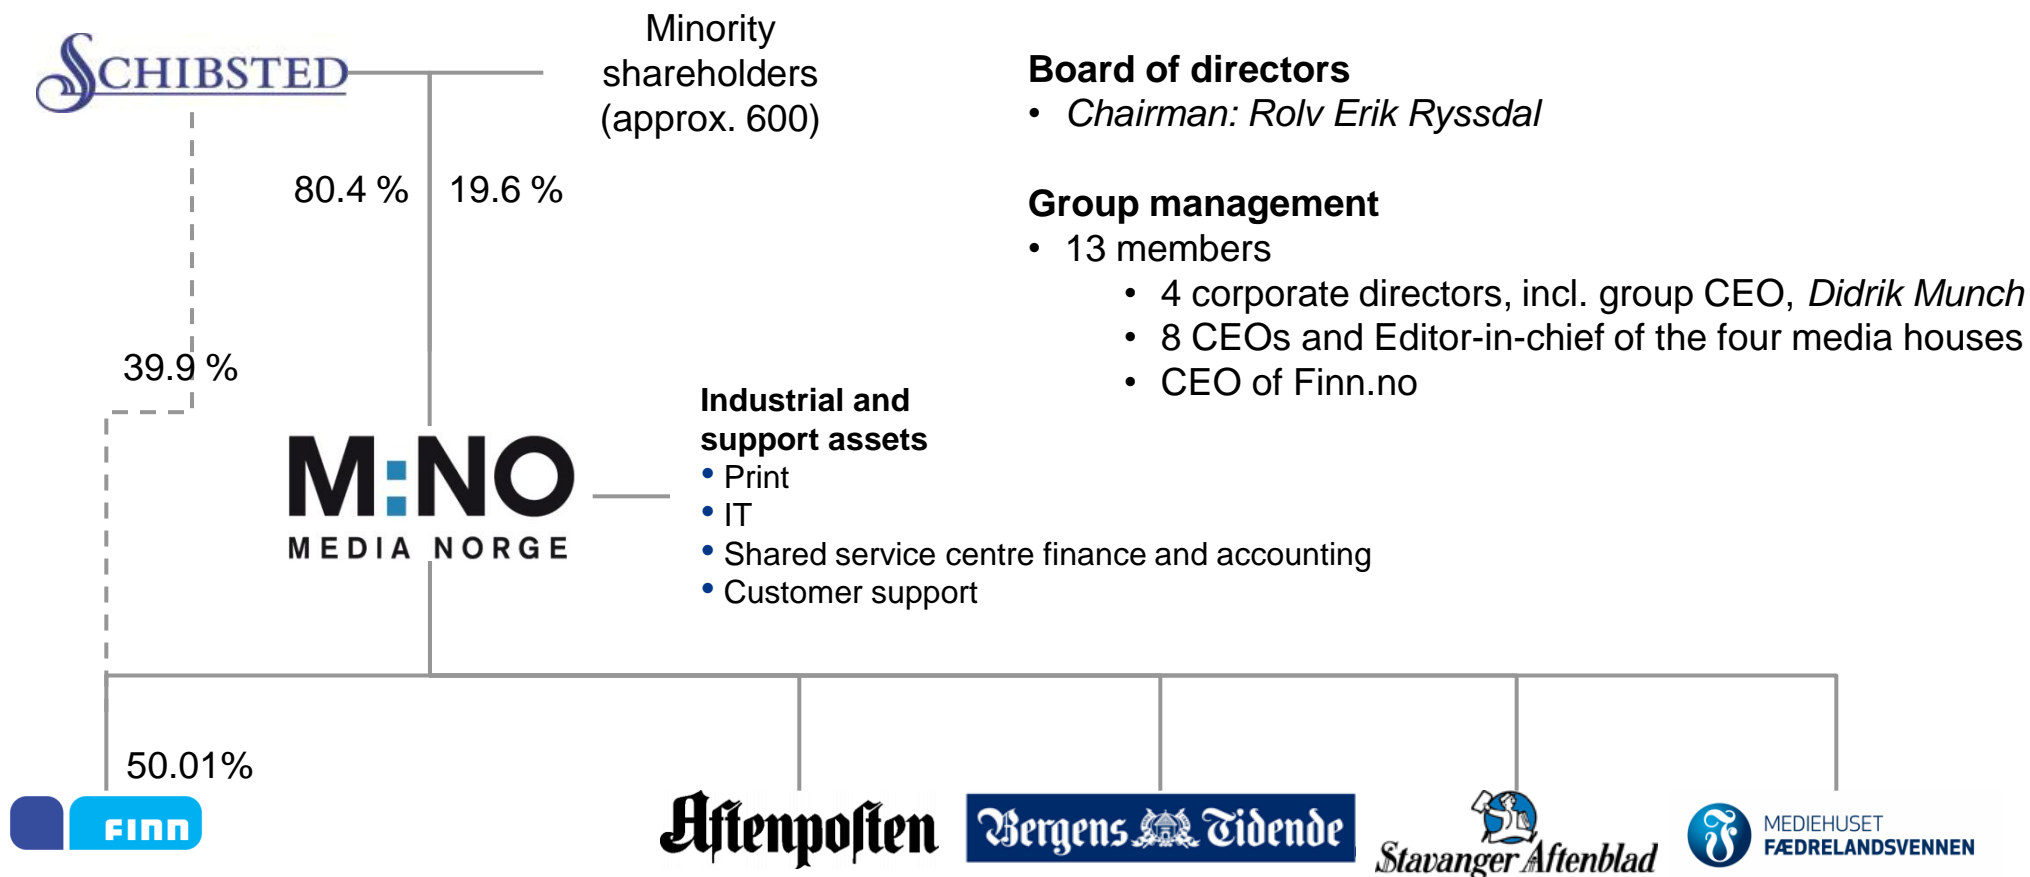 SCHIBSTED
Minority
shareholders
(approx. 600)
80.4 %
19.6 %
39.9 %
Board of directors
• Chairman: Rolv Erik Ryssdal
Group management
• 13 members
• 4 corporate directors, incl. group CEO, Didrik Munch
• 8 CEOs and Editor-in-chief of the four media houses
• CEO of Finn.no
M:NO
MEDIA NORGE
Industrial and
support assets
• Print
• IT
• Shared service centre finance and accounting
• Customer support
50.01%
FINN
Aftenposten
Bergens Tidende
Stavanger Aftenblad
MEDIEHUSET
FÆDRELANDSVENNEN